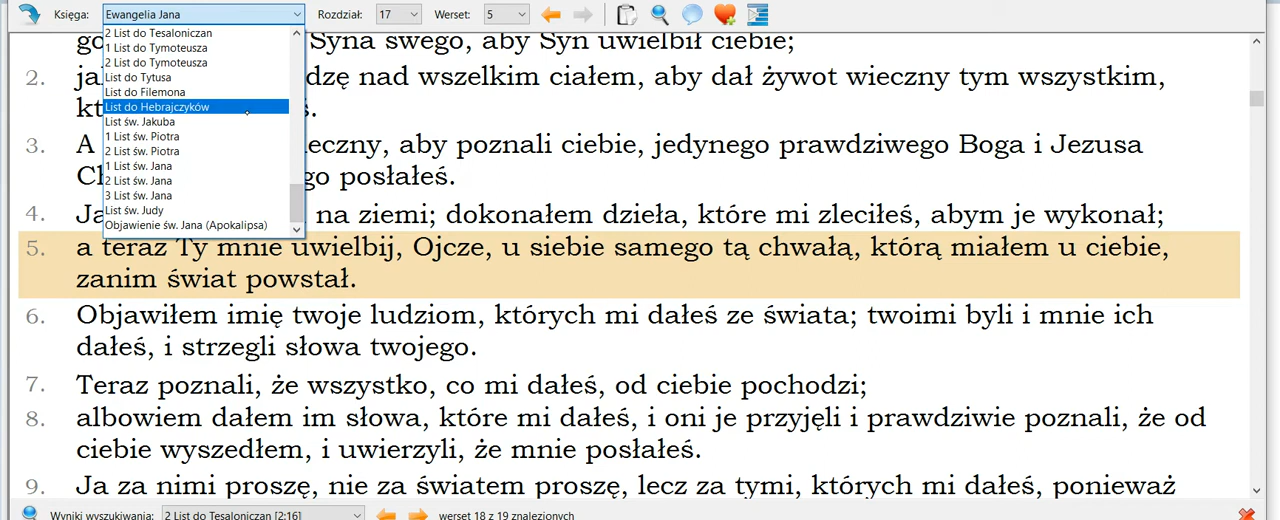 Księga: Ewangelia Jana Rozdział: 17 Werset: 5
2 List do Tesaloniczan
1 List do Tymoteusza
2 List do Tymoteusza
List do Tytusa
List do Filemona
List do Hebrajczyków
List św. Jakuba
1 List św. Piotra
2 List św. Piotra
1 List św. Jana
2 List św. Jana
3 List św. Jana
List św. Judy
Objawienie św. Jana (Apokalipsa)
Syna swego, aby Syn uwielbił ciebie;
2. nad wszelkim ciałem, aby dał żywot wieczny tym wszystkim,
3. A aby poznali ciebie, jedynego prawdziwego Boga i Jezusa
posłałeś.
4. na ziemi; dokonałem dzieła, które mi zleciłeś, abym je wykonał;
5. a teraz Ty mnie uwielbij, Ojcze, u siebie samego tą chwałą, którą miałem u ciebie,
zanim świat powstał.
6. Objawiłem imię twoje ludziom, których mi dałeś ze świata; twoimi byli i mnie ich
dałeś, i strzegli słowa twojego.
7. Teraz poznali, że wszystko, co mi dałeś, od ciebie pochodzi;
8. albowiem dałem im słowa, które mi dałeś, i oni je przyjęli i prawdziwie poznali, że od
ciebie wyszedłem, i uwierzyli, że mnie posłałeś.
9. Ja za nimi proszę, nie za światem proszę, lecz za tymi, których mi dałeś, ponieważ
Wyniki wyszukiwania: 2 List do Tesaloniczan [2:16] werset 18 z 19 znalezionych